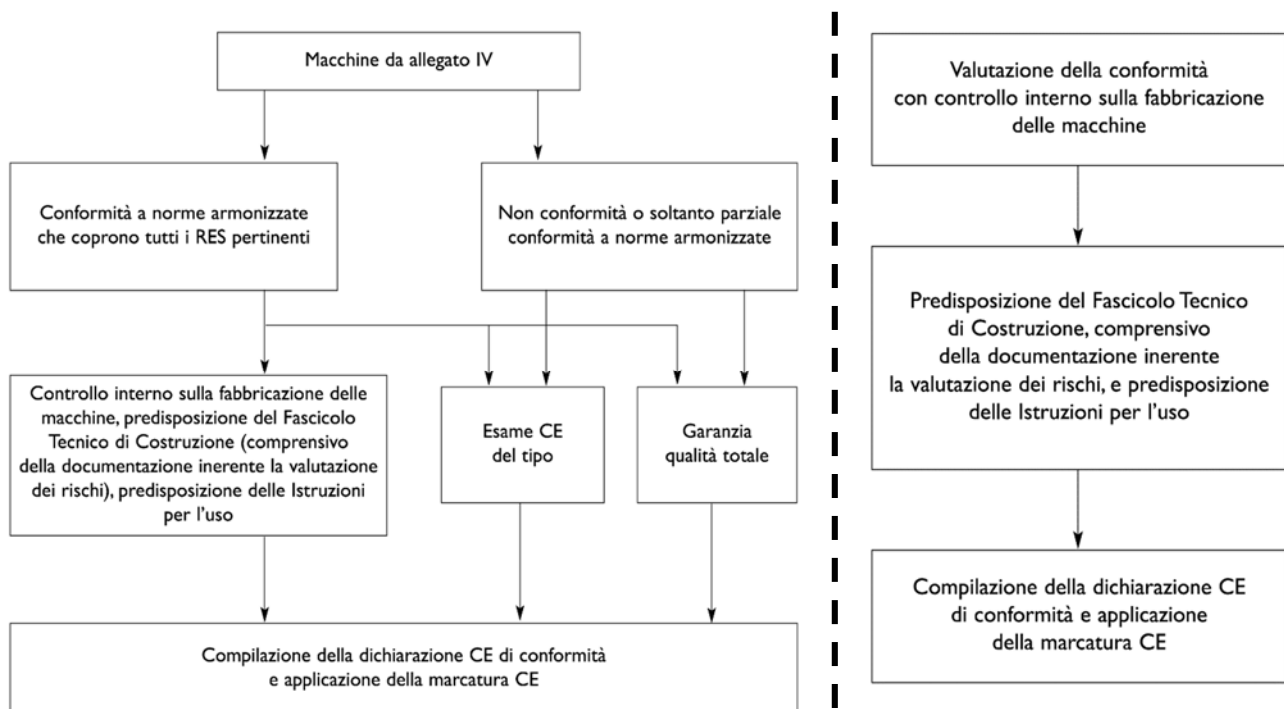 Macchine da allegato IV
Conformità a norme armonizzate
che coprono tutti i RES pertinenti
Non conformità o soltanto parziale
conformità a norme armonizzate
Controllo interno sulla fabbricazione delle
macchine, predisposizione del Fascicolo
Tecnico di Costruzione (comprensivo
della documentazione inerente la valutazione
dei rischi), predisposizione delle Istruzioni
per l’uso
Esame CE
del tipo
Garanzia
qualità totale
Compilazione della dichiarazione CE di conformità
e applicazione della marcatura CE
Valutazione della conformità
con controllo interno sulla fabbricazione
delle macchine
Predisposizione del Fascicolo Tecnico
di Costruzione, comprensivo
della documentazione inerente
la valutazione dei rischi, e predisposizione
delle Istruzioni per l’uso
Compilazione della dichiarazione CE
di conformità e applicazione
della marcatura CE